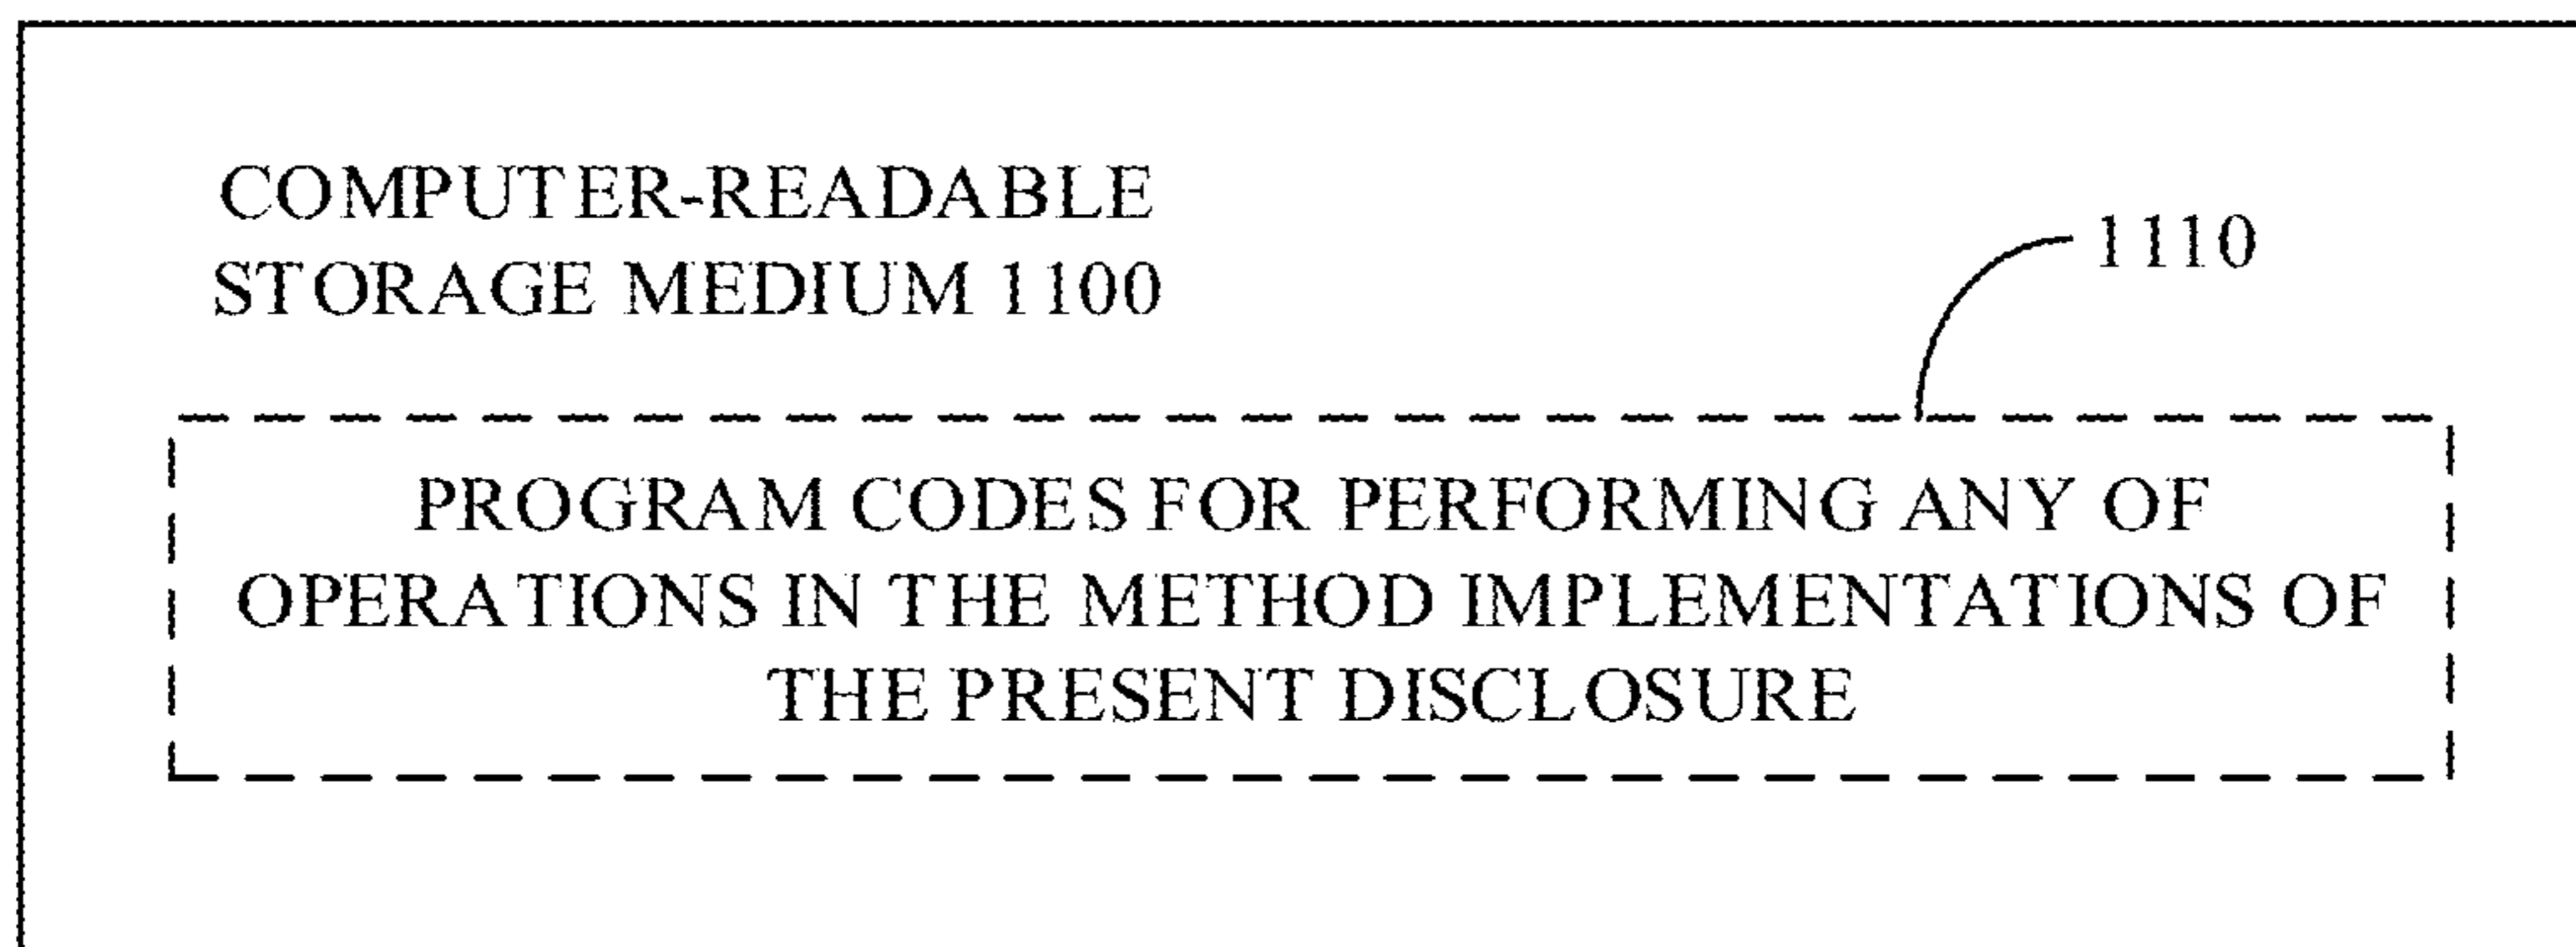 COMPUTER-READABLE
STORAGE MEDIUM 1100
1110
PROGRAM CODES FOR PERFORMING ANY OF
OPERATIONS IN THE METHOD IMPLEMENTATIONS OF
THE PRESENT DISCLOSURE